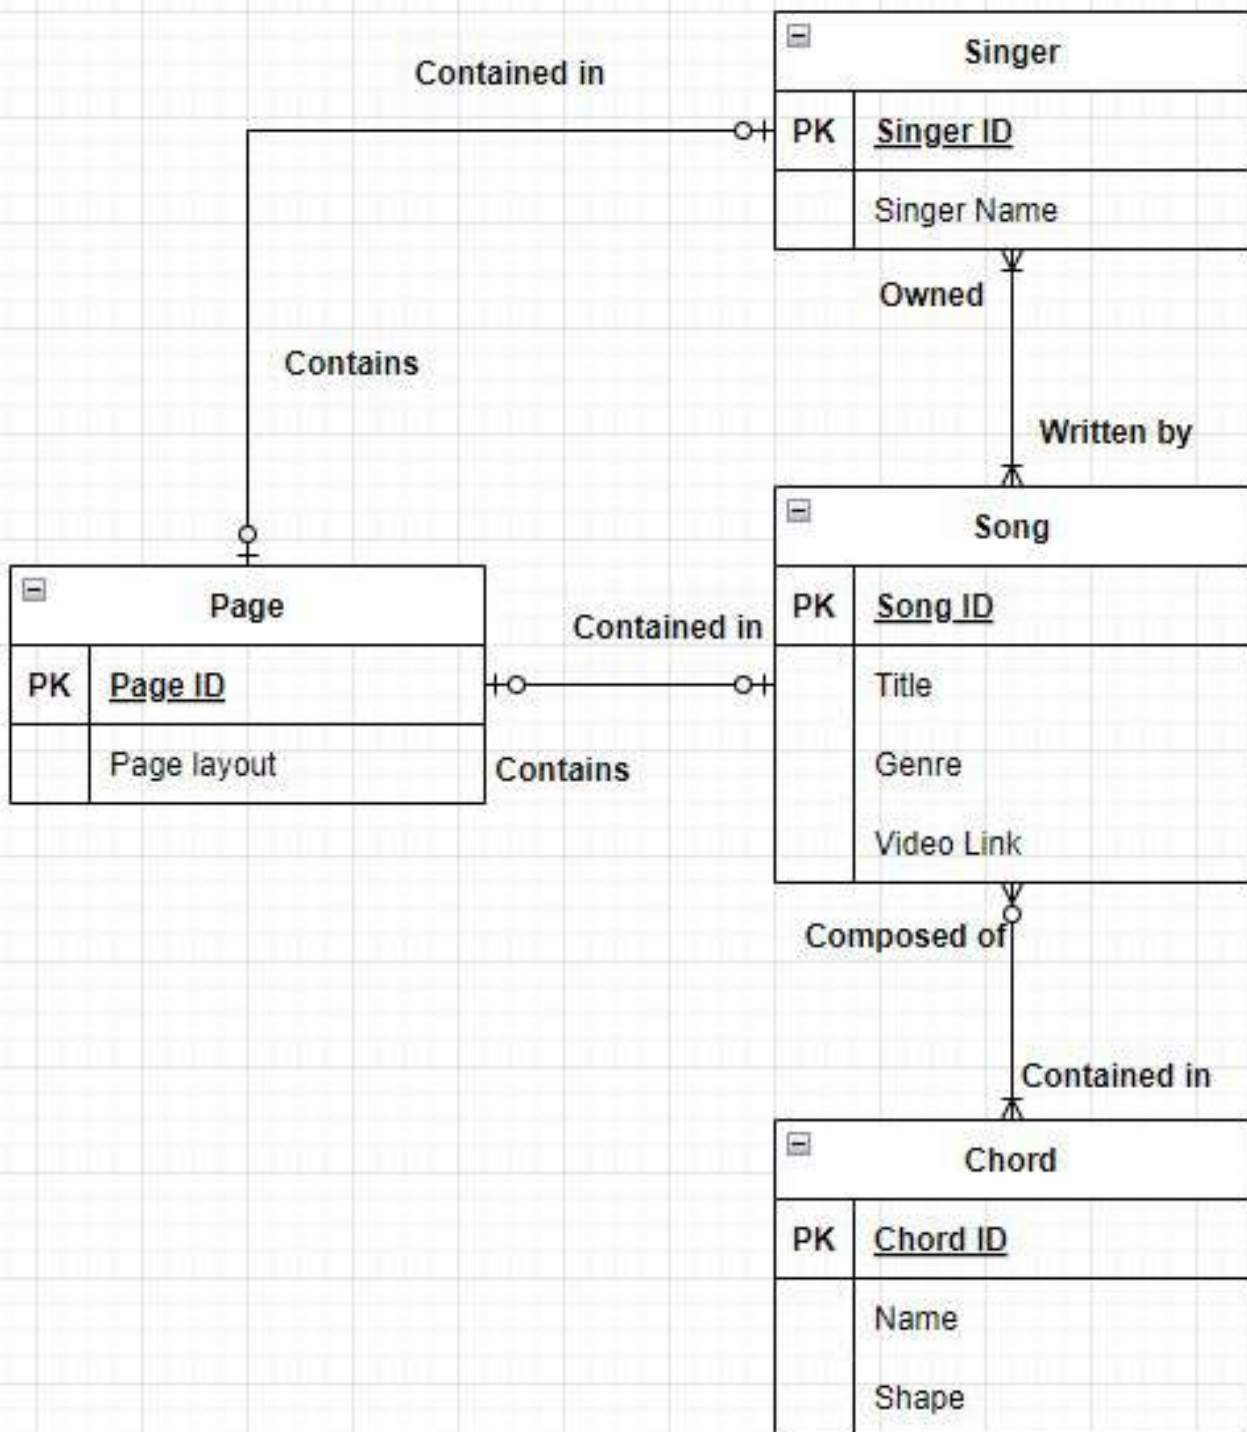 Contained in
Singer
PK Singer ID
Singer Name
Owned
Contains
Written by
Song
PK Song ID
Title
Genre
Video Link
Page
PK Page ID
Page layout
Contained in
Contains
Composed of
Contained in
Chord
PK Chord ID
Name
Shape